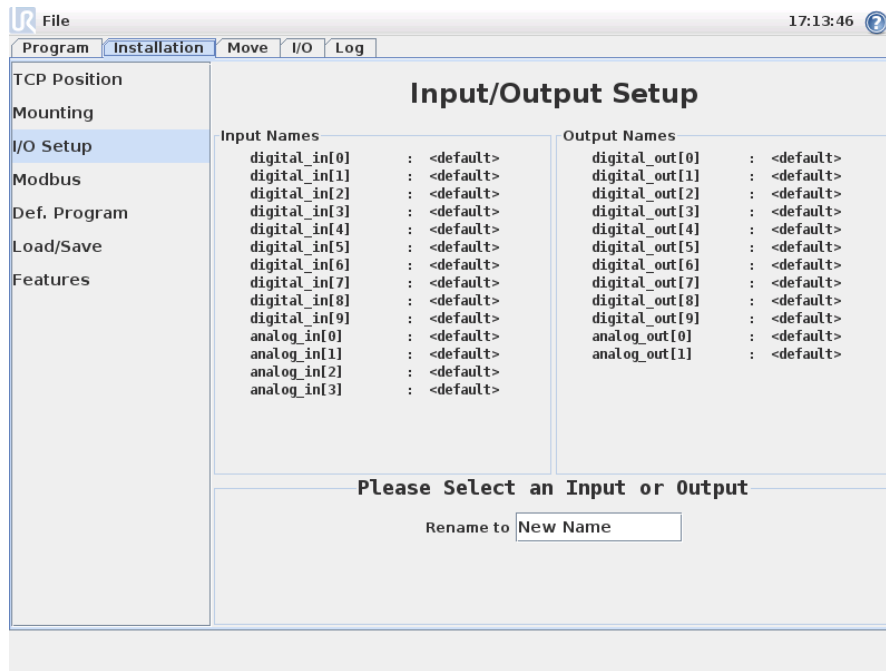 UR File 17:13:46 ?
Program Installation Move I/O Log
TCP Position
Mounting
I/O Setup
Modbus
Def. Program
Load/Save
Features
Input/Output Setup
Input Names
digital_in[0] : <default>
digital_in[1] : <default>
digital_in[2] : <default>
digital_in[3] : <default>
digital_in[4] : <default>
digital_in[5] : <default>
digital_in[6] : <default>
digital_in[7] : <default>
digital_in[8] : <default>
digital_in[9] : <default>
analog_in[0] : <default>
analog_in[1] : <default>
analog_in[2] : <default>
analog_in[3] : <default>
Output Names
digital_out[0] : <default>
digital_out[1] : <default>
digital_out[2] : <default>
digital_out[3] : <default>
digital_out[4] : <default>
digital_out[5] : <default>
digital_out[6] : <default>
digital_out[7] : <default>
digital_out[8] : <default>
digital_out[9] : <default>
analog_out[0] : <default>
analog_out[1] : <default>
Please Select an Input or Output
Rename to New Name